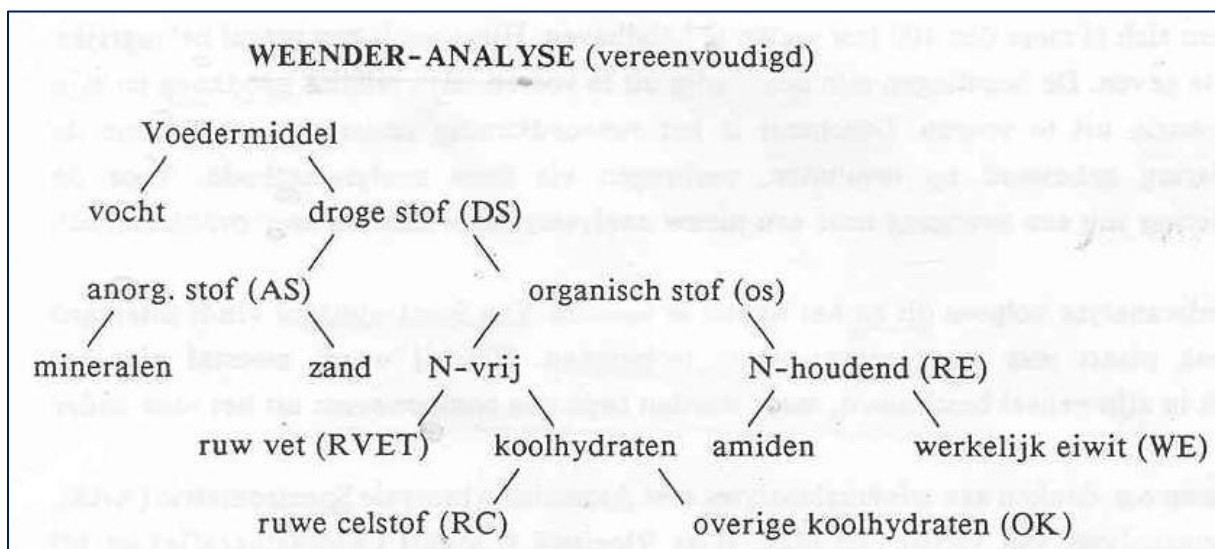 WEENDER-ANALYSE (vereenvoudigd)
Voedermiddel
vocht droge stof (DS)
anorg. stof (AS) organisch stof (os)
mineralen zand N-vrij N-houdend (RE)
ruw vet (RVET) koolhydraten amiden werkelijk eiwit (WE)
ruwe celstof (RC) overige koolhydraten (OK)